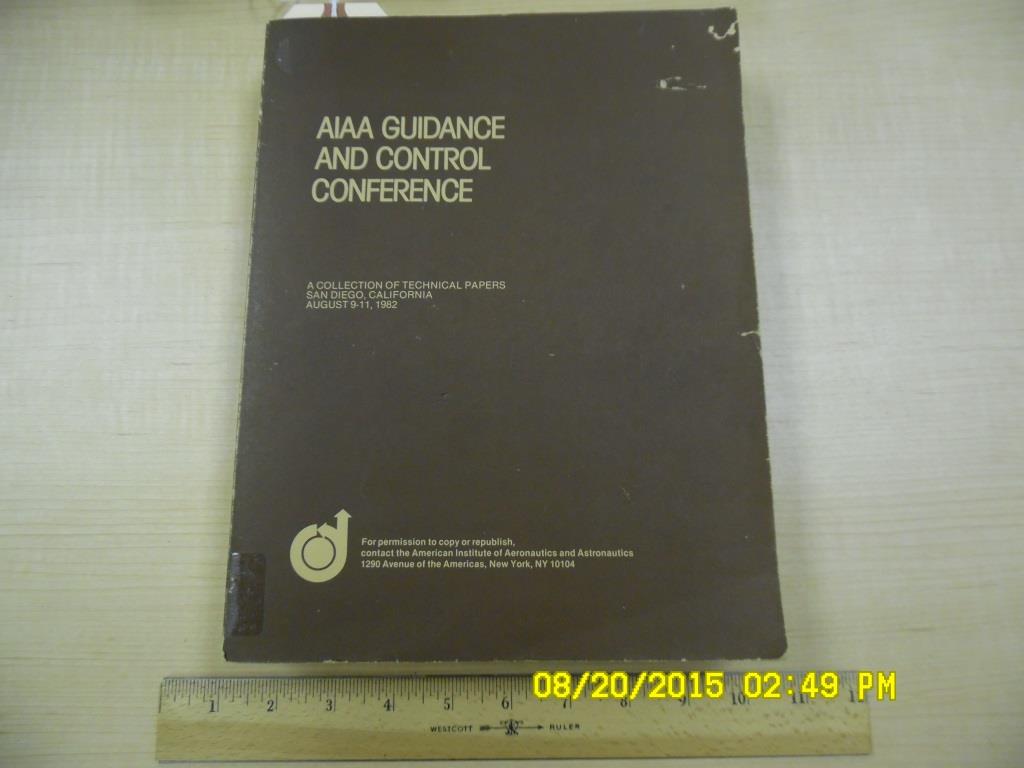 AIAA GUIDANCE
AND CONTROL
CONFERENCE
A COLLECTION OF TECHNICAL PAPERS
SAN DIEGO, CALIFORNIA
AUGUST 9-11, 1982
For permission to copy or republish,
contact the American Institute of Aeronautics and Astronautics
1290 Avenue of the Americas, New York, NY 10104
08/20/2015 02:49 PM
1 2 3 4 5 6 7 8 9 10 11
WESTCOTT RULER